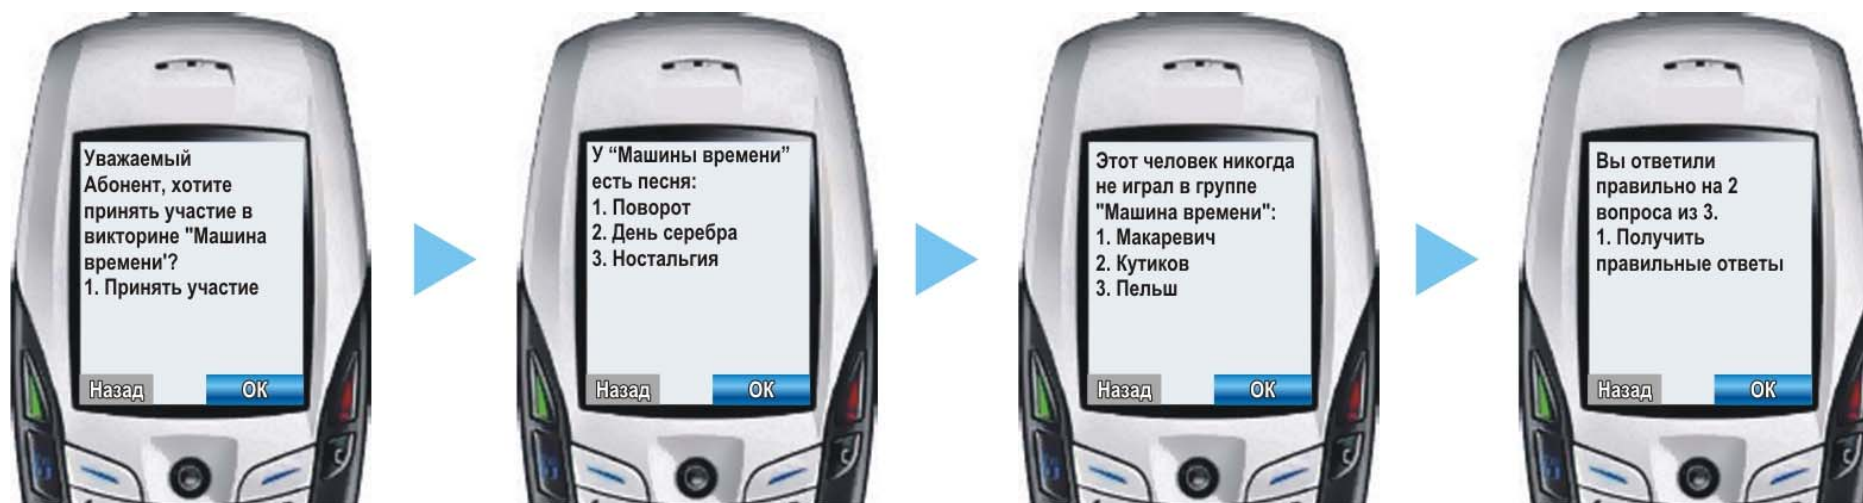 Уважаемый
Абонент, хотите
принять участие в
викторине "Машина
времени'?
1. Принять участие
Назад
ОК
У “Машины времени”
есть песня:
1. Поворот
2. День серебра
3. Ностальгия
Назад
ОК
Этот человек никогда
не играл в группе
"Машина времени":
1. Макаревич
2. Кутиков
3. Пельш
Назад
ОК
Вы ответили
правильно на 2
вопроса из 3.
1. Получить
правильные ответы
Назад
ОК